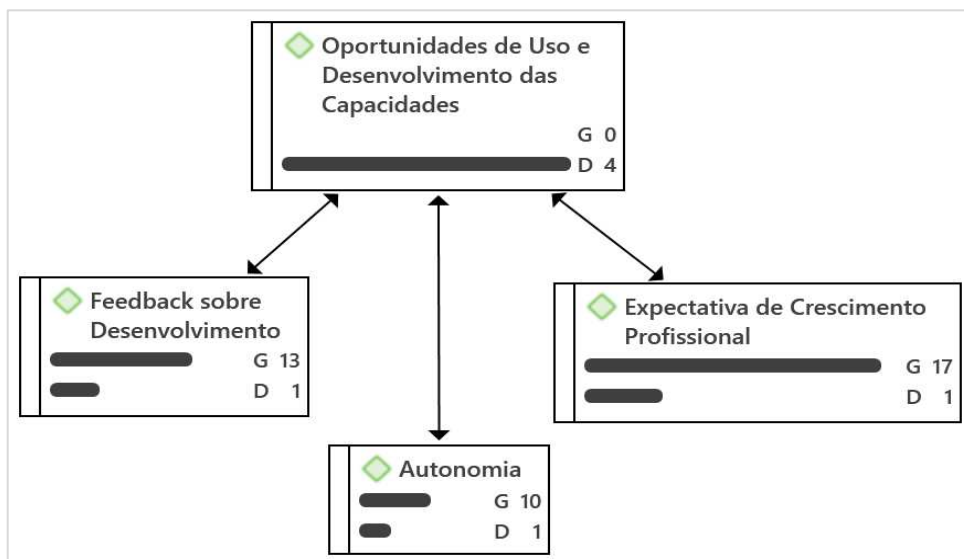 Oportunidades de Uso e
Desenvolvimento das
Capacidades
G 0
D 4
Feedback sobre
Desenvolvimento
G 13
D 1
Expectativa de Crescimento
Profissional
G 17
D 1
Autonomia
G 10
D 1